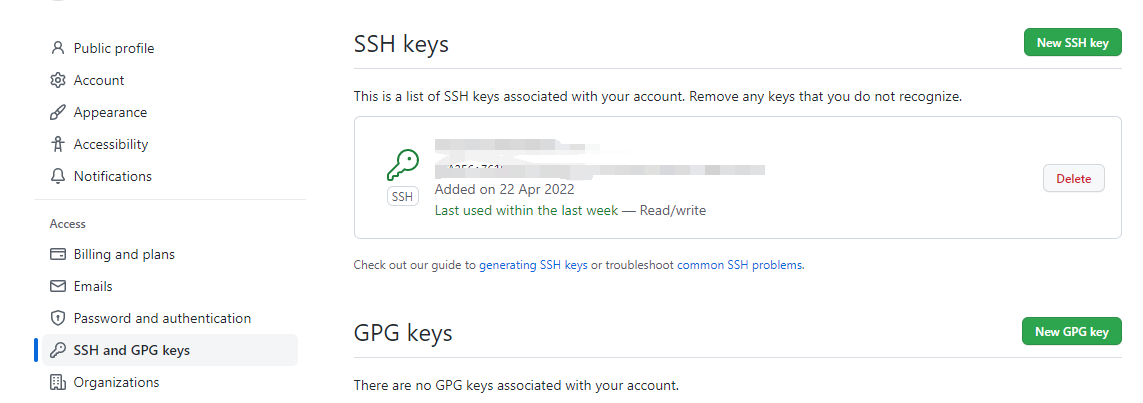 Public profile
Account
Appearance
Accessibility
Notifications
Access
Billing and plans
Emails
Password and authentication
SSH and GPG keys
Organizations
SSH keys
New SSH key
This is a list of SSH keys associated with your account. Remove any keys that you do not recognize.
SSH
Added on 22 Apr 2022
Last used within the last week — Read/write
Delete
Check out our guide to generating SSH keys or troubleshoot common SSH problems.
GPG keys
New GPG key
There are no GPG keys associated with your account.